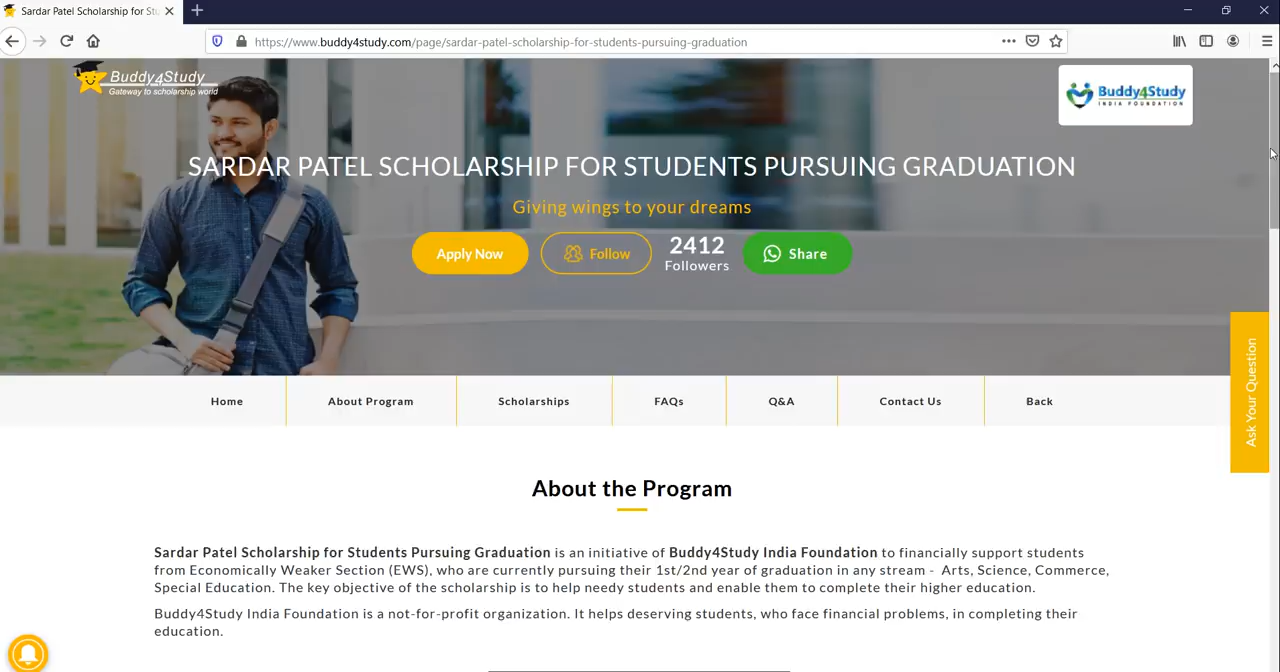 Sardar Patel Scholarship for Stu
https://www.buddy4study.com/page/sardar-patel-scholarship-for-students-pursuing-graduation
Buddy4Study
Gateway to scholarship world
Buddy4Study
INDIA FOUNDATION
SARDAR PATEL SCHOLARSHIP FOR STUDENTS PURSUING GRADUATION
Giving wings to your dreams
Apply Now
Follow
2412
Followers
Share
Ask Your Question
Home
About Program
Scholarships
FAQs
Q&A
Contact Us
Back
About the Program
Sardar Patel Scholarship for Students Pursuing Graduation is an initiative of Buddy4Study India Foundation to financially support students
from Economically Weaker Section (EWS), who are currently pursuing their 1st/2nd year of graduation in any stream - Arts, Science, Commerce,
Special Education. The key objective of the scholarship is to help needy students and enable them to complete their higher education.
Buddy4Study India Foundation is a not-for-profit organization. It helps deserving students, who face financial problems, in completing their
education.